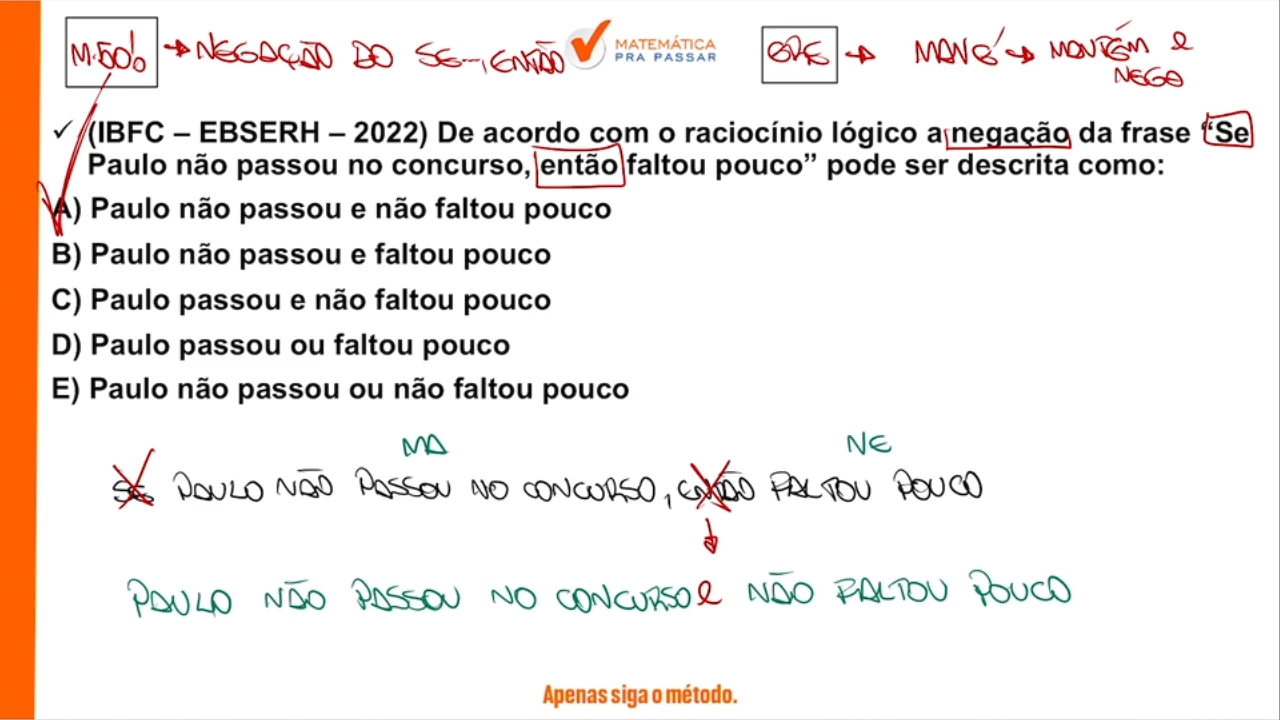 M.50% → NEGAÇÃO DO SE..., ENTÃO
MATEMÁTICA
PRA PASSAR
→ MANÉ → MANTÉM e
NEGA
✓ (IBFC – EBSERH – 2022) De acordo com o raciocínio lógico a negação da frase “Se
Paulo não passou no concurso, então faltou pouco” pode ser descrita como:
A) Paulo não passou e não faltou pouco
B) Paulo não passou e faltou pouco
C) Paulo passou e não faltou pouco
D) Paulo passou ou faltou pouco
E) Paulo não passou ou não faltou pouco
MA NE
SE PAULO NÃO PASSOU NO CONCURSO, ENTÃO FALTOU POUCO
PAULO NÃO PASSOU NO CONCURSO e NÃO FALTOU POUCO
Apenas siga o método.